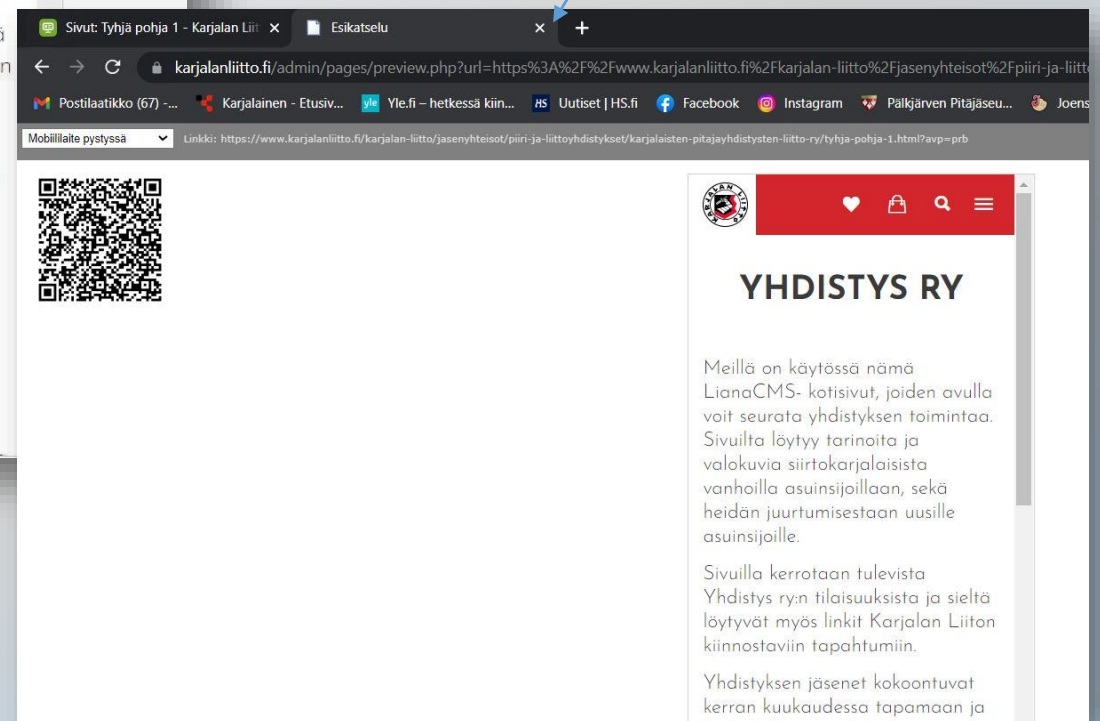 Sivut: Tyhjä pohja 1 - Karjalan Liit
Esikatselu
karjalanliitto.fi/admin/pages/preview.php?url=https%3A%2F%2Fwww.karjalanliitto.fi%2Fkarjalan-liitto%2Fjasenyhteisot%2Fpiiri-ja-liitto
Postilaatikko (67) -... Karjalainen - Etusiv... Yle.fi – hetkessä kiin... Uutiset | HS.fi Facebook Instagram Pälkjärven Pitäjäseu... Joens
Mobiililaite pystyssä Linkki: https://www.karjalanliitto.fi/karjalan-liitto/jasenyhteisot/piiri-ja-liittoyhdistykset/karjalaisten-pitajayhdistysten-liitto-ry/tyhja-pohja-1.html?avp=prb
KARJALAN LIITTO
YHDISTYS RY
Meillä on käytössä nämä
LianaCMS- kotisivut, joiden avulla
voit seurata yhdistyksen toimintaa.
Sivuilta löytyy tarinoita ja
valokuvia siirtokarjalaisista
vanhoilla asuinsijoillaan, sekä
heidän juurtumisestaan uusille
asuinsijoille.
Sivuilla kerrotaan tulevista
Yhdistys ry:n tilaisuuksista ja sieltä
löytyvät myös linkit Karjalan Liiton
kiinnostaviin tapahtumiin.
Yhdistyksen jäsenet kokoontuvat
kerran kuukaudessa tapamaan ja